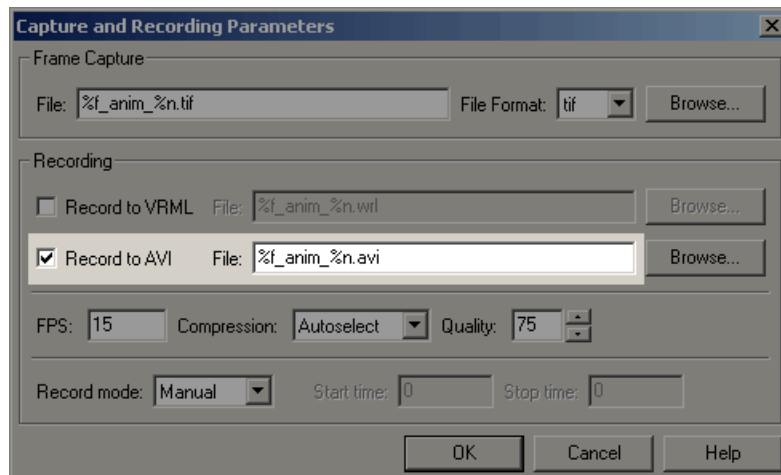 Capture and Recording Parameters
Frame Capture
File: %f_anim_%n.tif File Format: tif Browse...
Recording
Record to VRML File: %f_anim_%n.wrl Browse...
Record to AVI File: %f_anim_%n.avi Browse...
FPS: 15 Compression: Autoselect Quality: 75
Record mode: Manual Start time: 0 Stop time: 0
OK Cancel Help